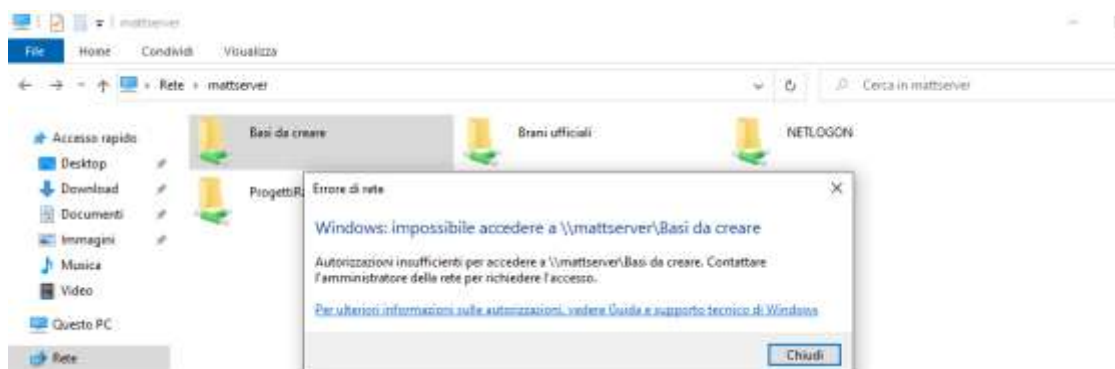 mattserver
File Home Condividi Visualizza
Rete mattserver
Cerca in mattserver
Accesso rapido
Desktop
Download
Documenti
Immagini
Musica
Video
Questo PC
Rete
Basi da creare
Brani ufficiali
NETLOGON
Errore di rete
Windows: impossibile accedere a \\mattserver\Basi da creare
Autorizzazioni insufficienti per accedere a \\mattserver\Basi da creare. Contattare
l'amministratore della rete per richiedere l'accesso.
Per ulteriori informazioni sulle autorizzazioni, vedere Guida e supporto tecnico di Windows
Chiudi